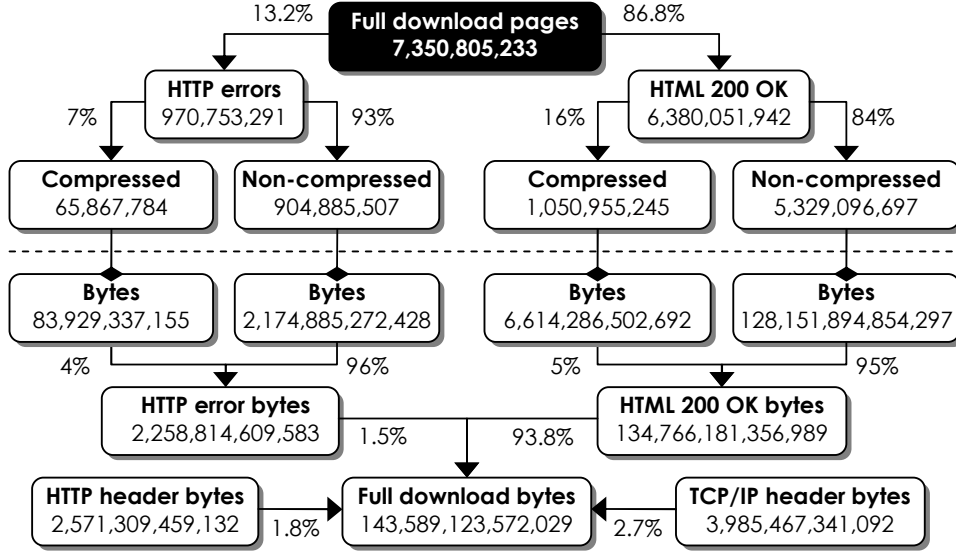 13.2%
Full download pages
86.8%
7,350,805,233
HTTP errors
970,753,291
HTML 200 OK
6,380,051,942
7%
93%
16%
84%
Compressed
65,867,784
Non-compressed
904,885,507
Compressed
1,050,955,245
Non-compressed
5,329,096,697
Bytes
83,929,337,155
Bytes
2,174,885,272,428
Bytes
6,614,286,502,692
Bytes
128,151,894,854,297
4%
96%
5%
95%
HTTP error bytes
2,258,814,609,583
HTML 200 OK bytes
134,766,181,356,989
1.5%
93.8%
HTTP header bytes
2,571,309,459,132
1.8%
Full download bytes
143,589,123,572,029
2.7%
TCP/IP header bytes
3,985,467,341,092